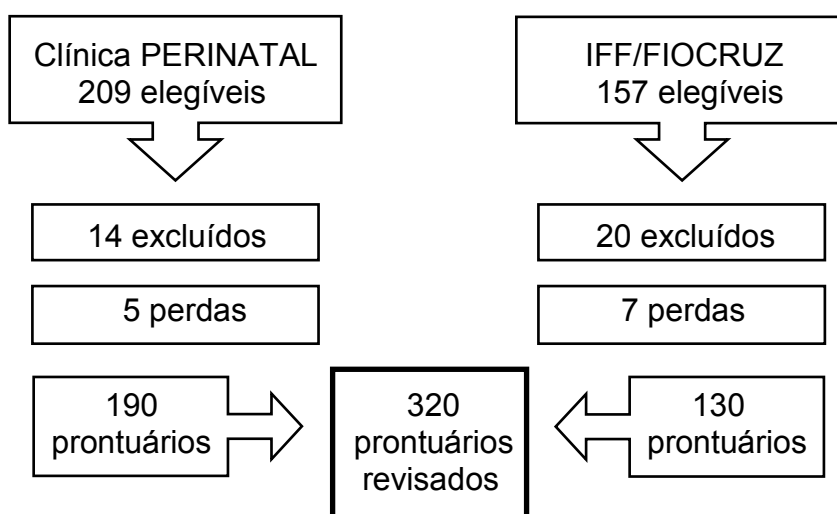 Clínica PERINATAL
209 elegíveis
IFF/FIOCRUZ
157 elegíveis
14 excluídos
20 excluídos
5 perdas
7 perdas
190
prontuários
320
prontuários
revisados
130
prontuários